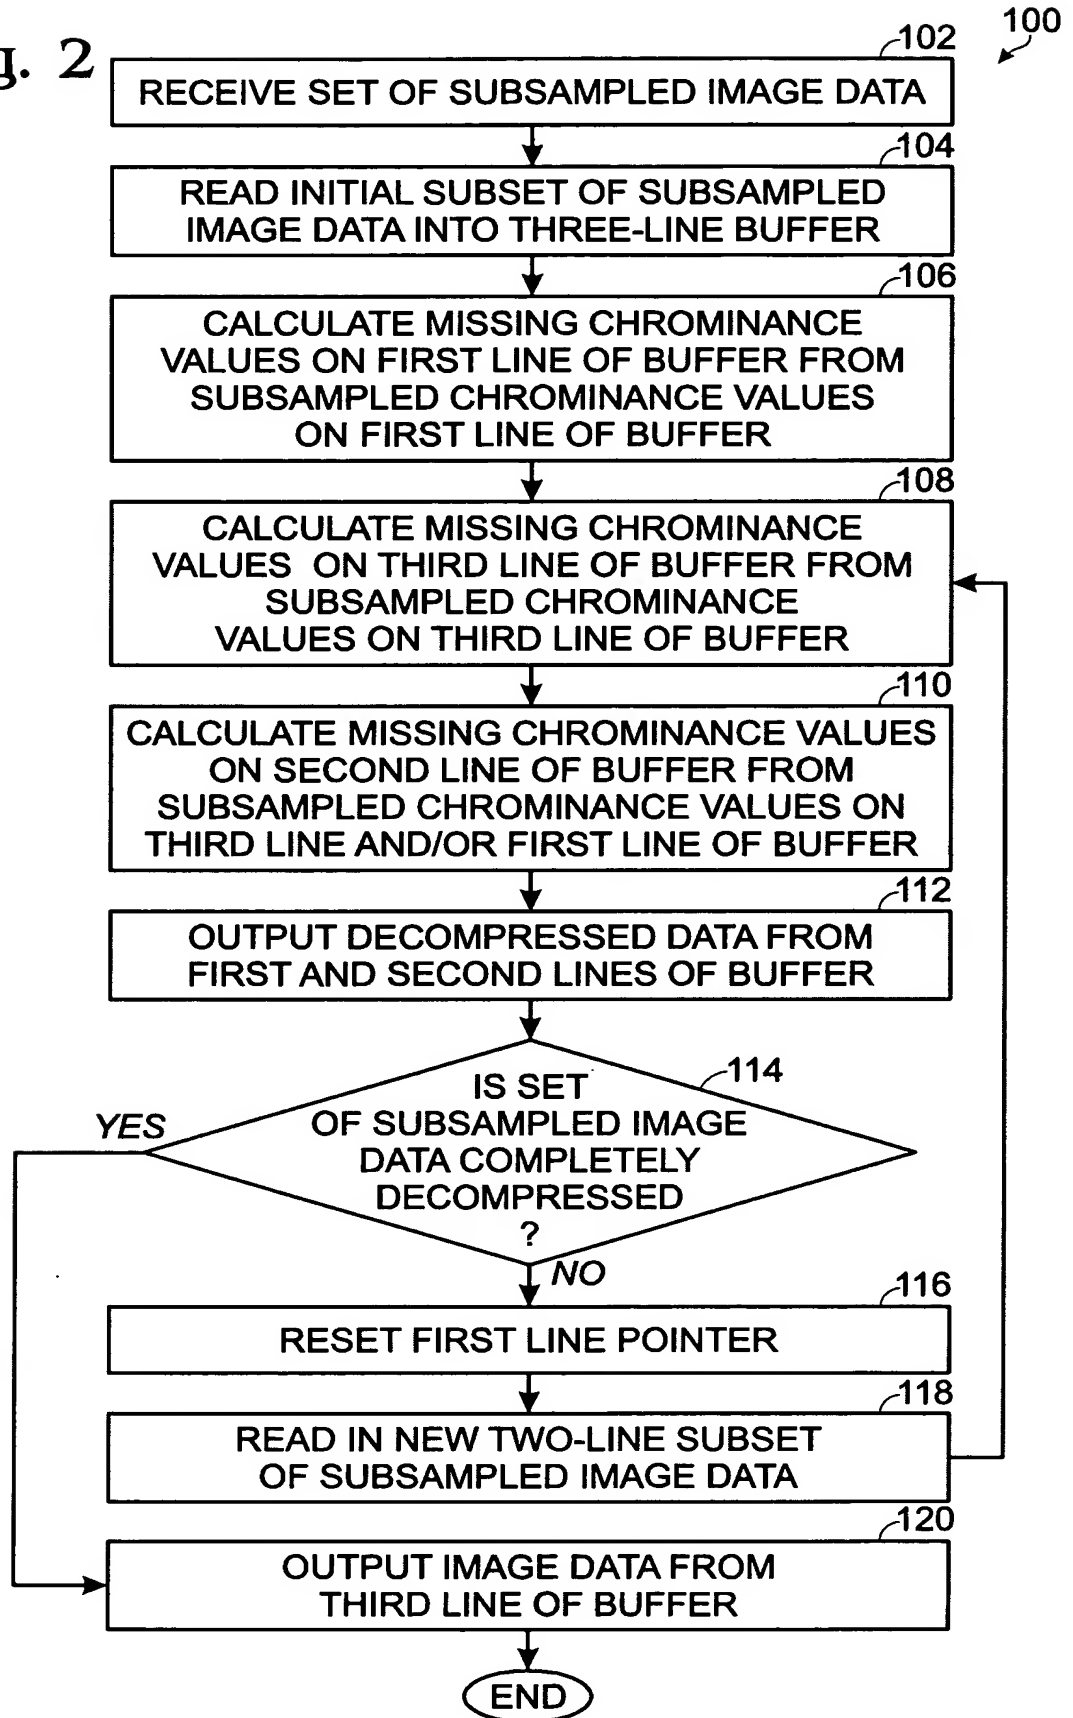 g. 2
100
102
RECEIVE SET OF SUBSAMPLED IMAGE DATA
104
READ INITIAL SUBSET OF SUBSAMPLED
IMAGE DATA INTO THREE-LINE BUFFER
106
CALCULATE MISSING CHROMINANCE
VALUES ON FIRST LINE OF BUFFER FROM
SUBSAMPLED CHROMINANCE VALUES
ON FIRST LINE OF BUFFER
108
CALCULATE MISSING CHROMINANCE
VALUES ON THIRD LINE OF BUFFER FROM
SUBSAMPLED CHROMINANCE
VALUES ON THIRD LINE OF BUFFER
110
CALCULATE MISSING CHROMINANCE VALUES
ON SECOND LINE OF BUFFER FROM
SUBSAMPLED CHROMINANCE VALUES ON
THIRD LINE AND/OR FIRST LINE OF BUFFER
112
OUTPUT DECOMPRESSED DATA FROM
FIRST AND SECOND LINES OF BUFFER
114
IS SET
OF SUBSAMPLED IMAGE
DATA COMPLETELY
DECOMPRESSED
?
YES
NO
116
RESET FIRST LINE POINTER
118
READ IN NEW TWO-LINE SUBSET
OF SUBSAMPLED IMAGE DATA
120
OUTPUT IMAGE DATA FROM
THIRD LINE OF BUFFER
END